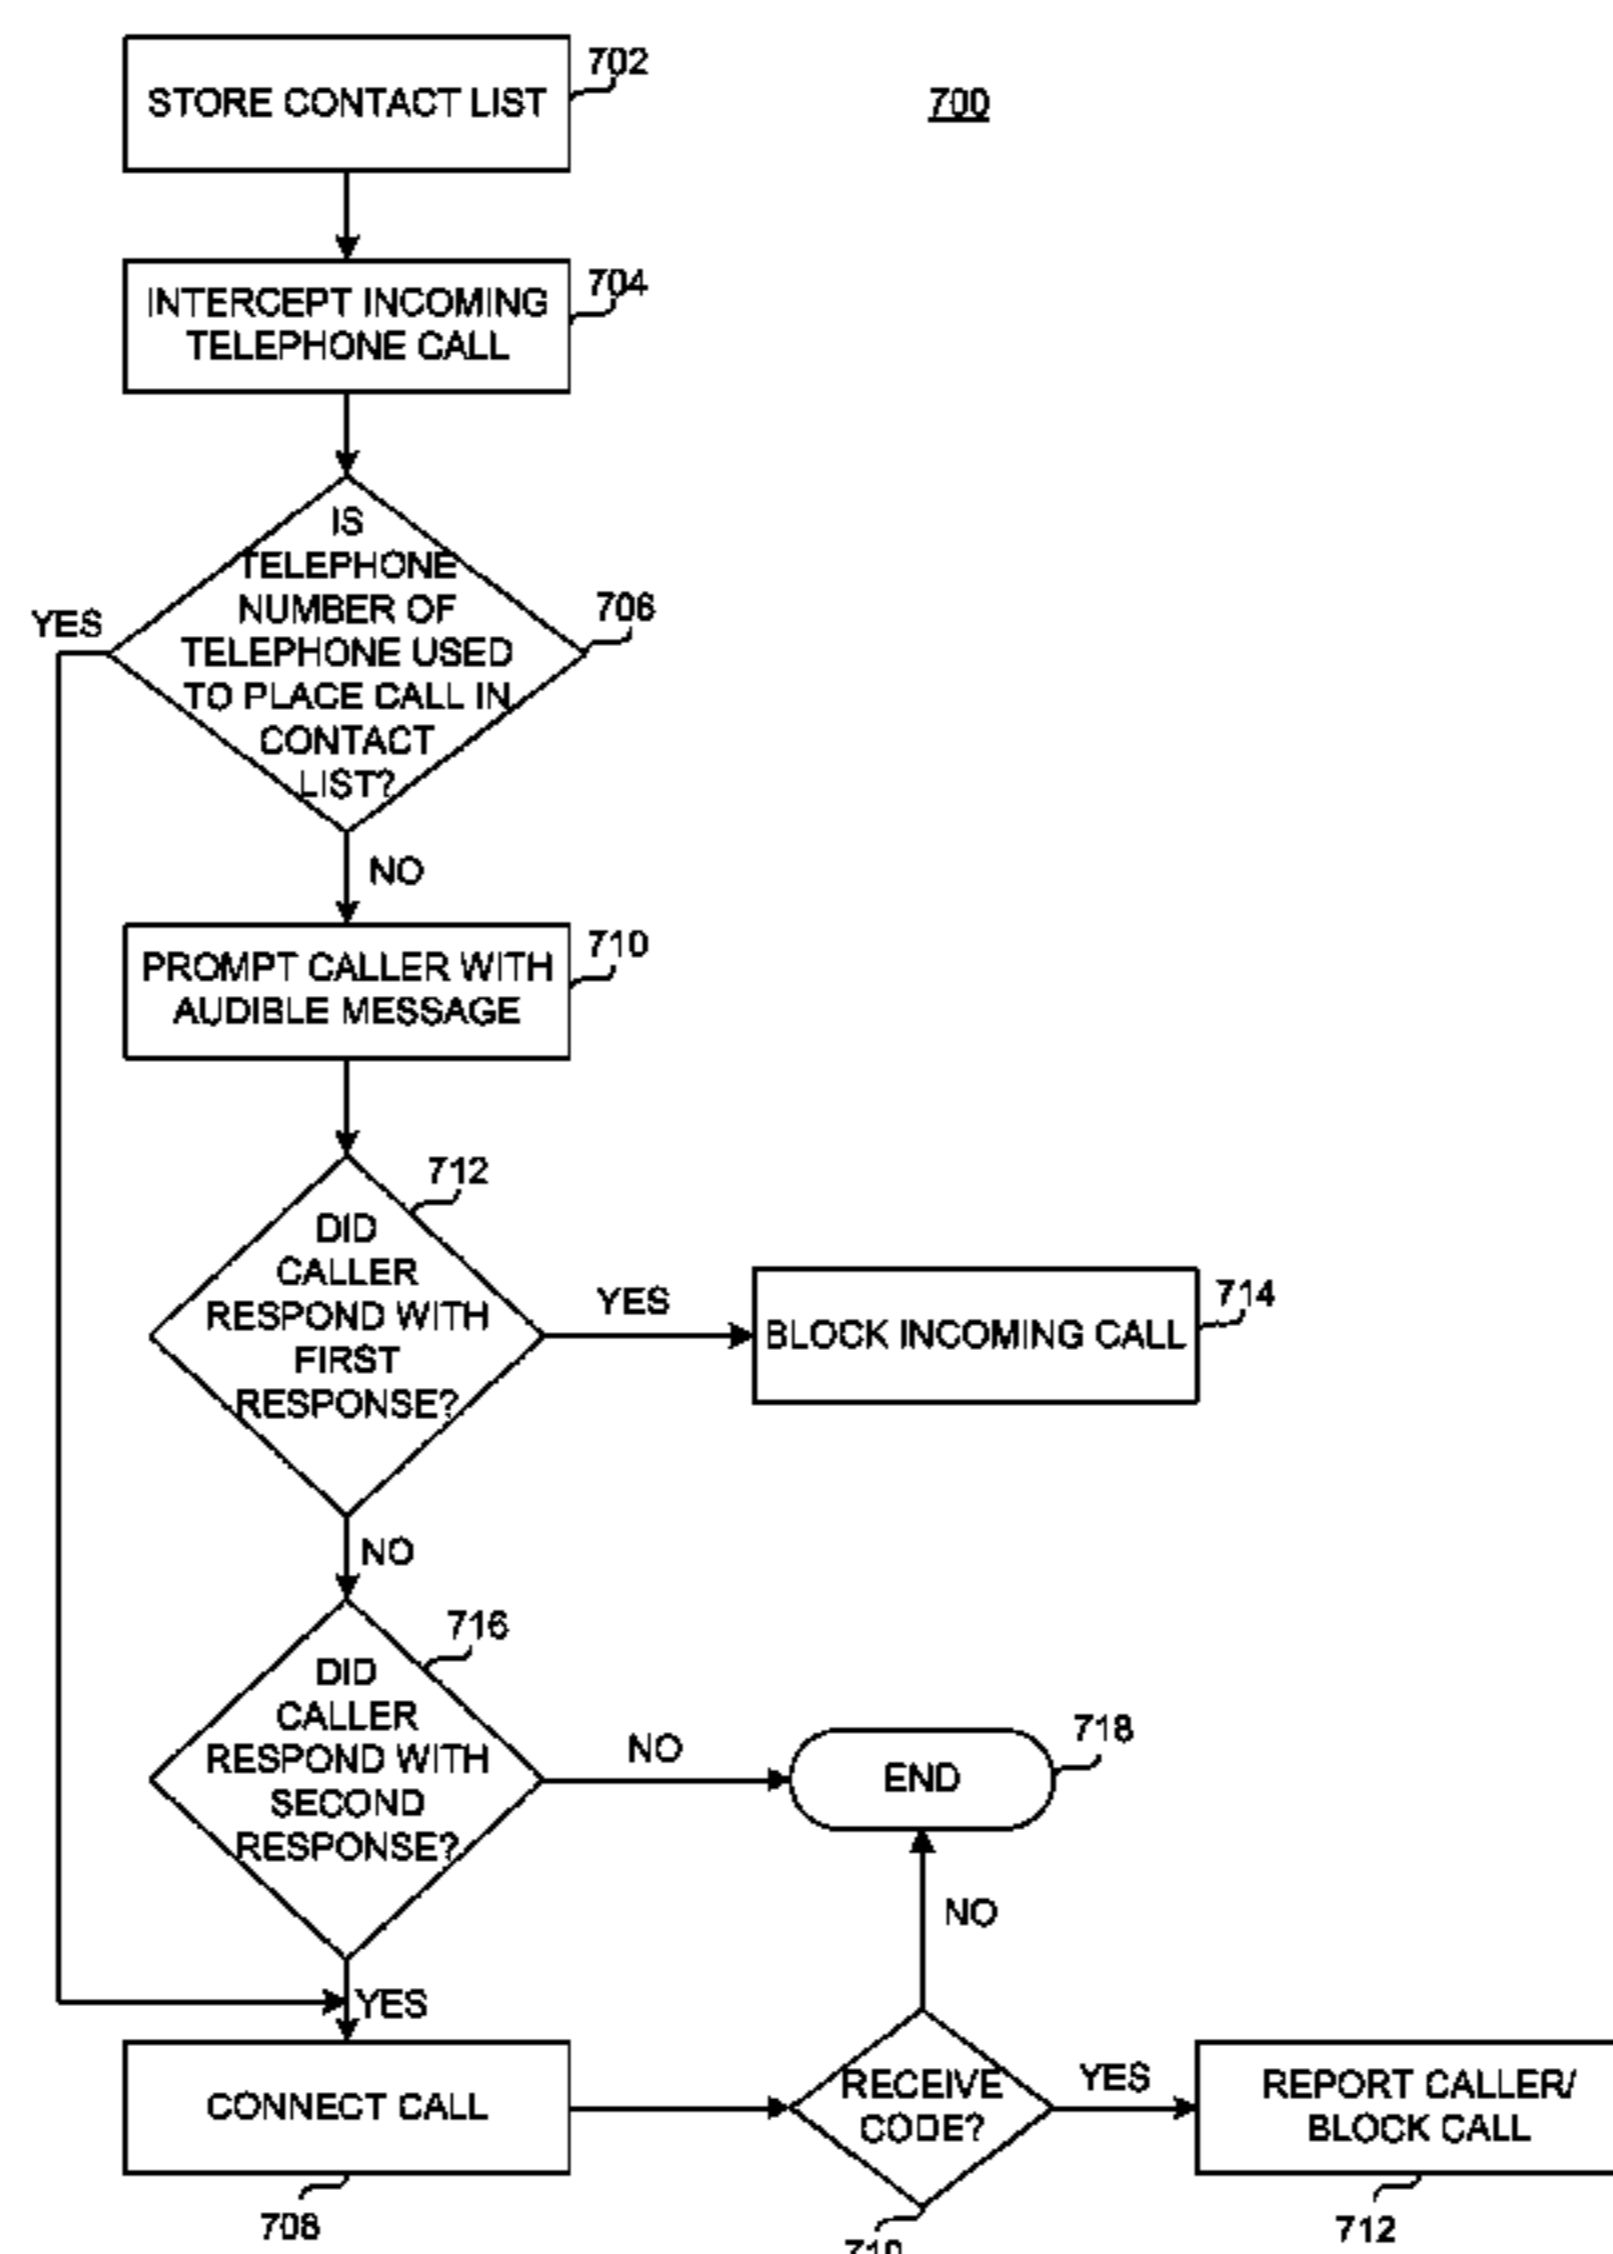 702
STORE CONTACT LIST
700
704
INTERCEPT INCOMING
TELEPHONE CALL
IS
TELEPHONE
NUMBER OF
TELEPHONE USED
TO PLACE CALL IN
CONTACT
LIST?
706
YES
NO
710
PROMPT CALLER WITH
AUDIBLE MESSAGE
712
DID
CALLER
RESPOND WITH
FIRST
RESPONSE?
YES
714
BLOCK INCOMING CALL
NO
716
DID
CALLER
RESPOND WITH
SECOND
RESPONSE?
NO
718
END
NO
YES
CONNECT CALL
708
RECEIVE
CODE?
YES
REPORT CALLER/
BLOCK CALL
712